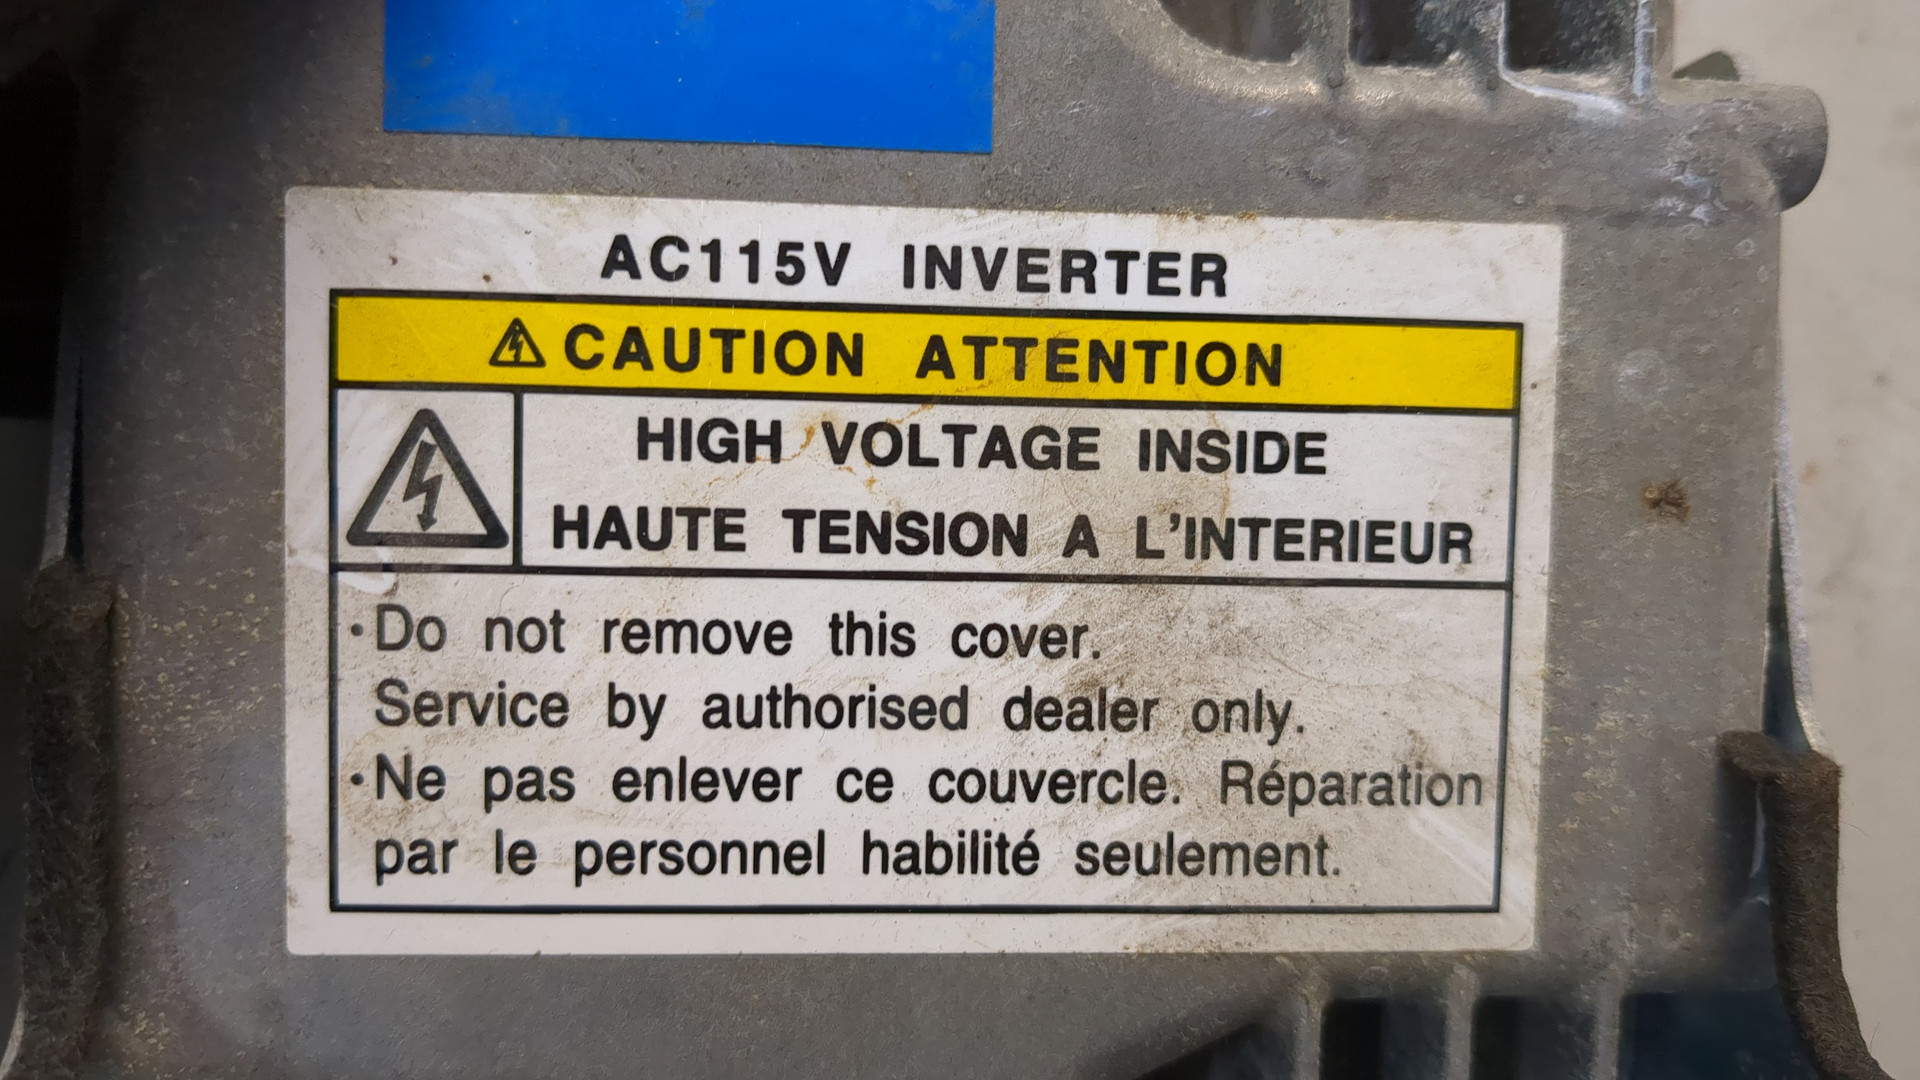 AC115V INVERTER
CAUTION ATTENTION
HIGH VOLTAGE INSIDE
HAUTE TENSION A L'INTERIEUR
·Do not remove this cover.
Service by authorised dealer only.
·Ne pas enlever ce couvercle. Réparation
par le personnel habilité seulement.